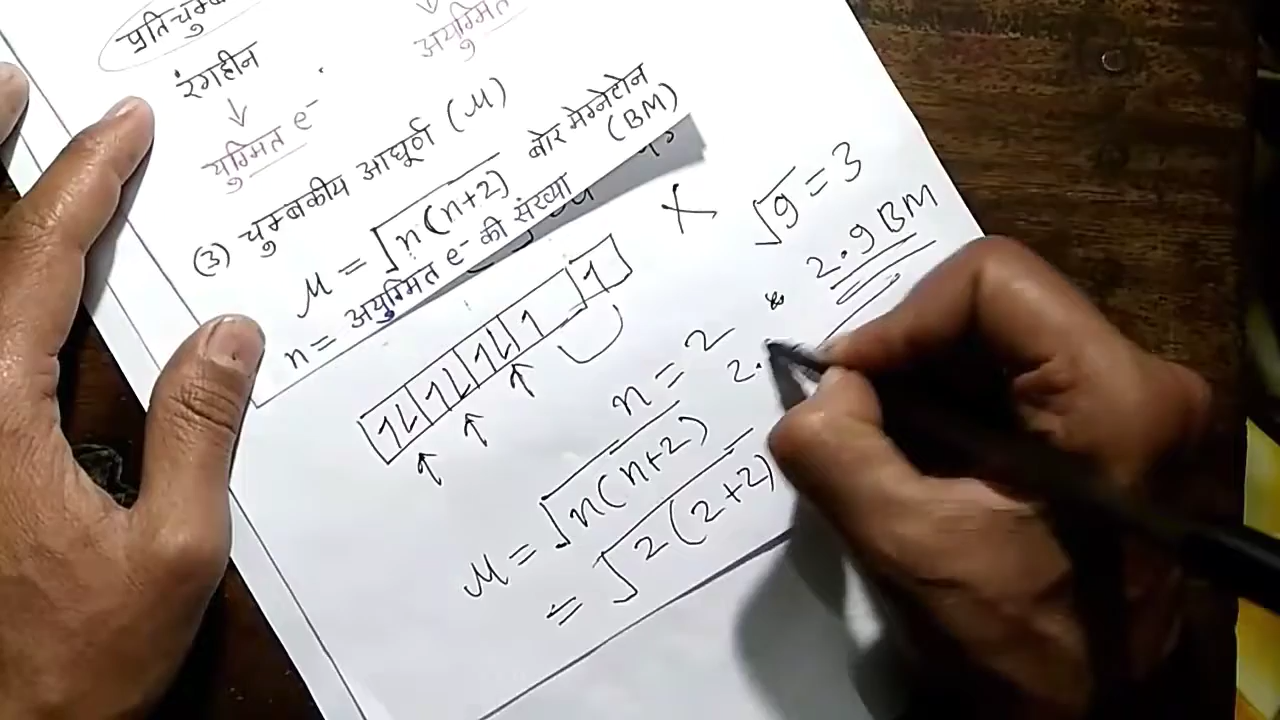 प्रतिचुम्ब
रंगहीन
↓
युग्मित e⁻
↓
अयुग्मित
(3) चुम्बकीय आघूर्ण (μ)
μ = √n(n+2) बोर मेग्नेटोन (BM)
n = अयुग्मित e⁻ की संख्या
1L 1L 1L 1 1
↑ ↑ ↑
X
√9 = 3
2.9 BM
n = 2
2.
μ = √n(n+2)
= √2(2+2)